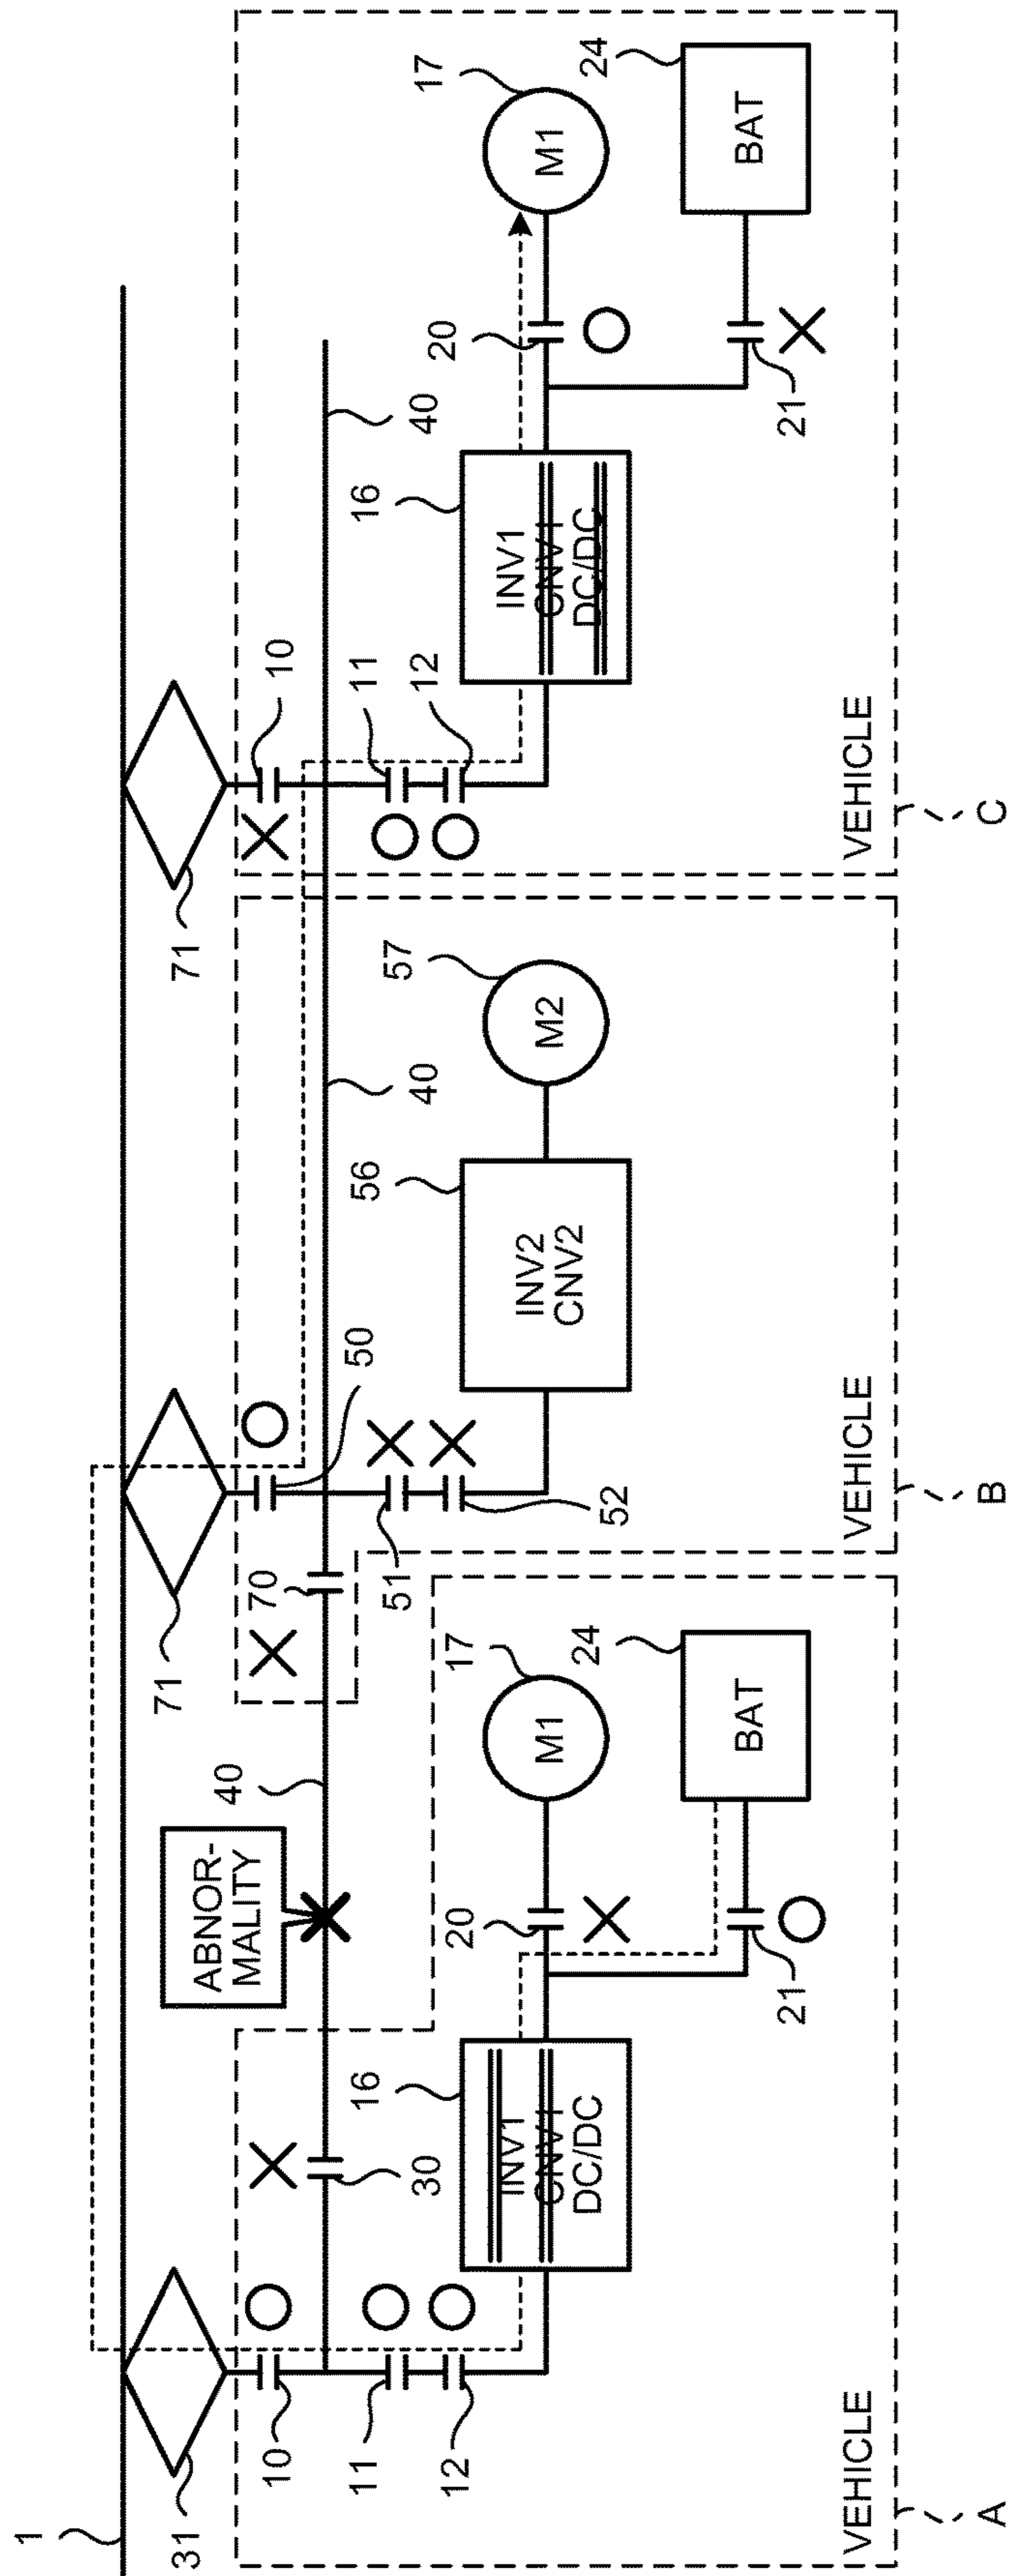 1
31
10
11
12
30
16
INV1
CNV1
DC/DC
ABNOR-
MALITY
40
20
17
M1
21
24
BAT
VEHICLE
A
71
70
50
51
52
40
56
INV2
CNV2
57
M2
VEHICLE
B
71
10
11
12
40
16
INV1
CNV1
DC/DC
20
17
M1
21
24
BAT
VEHICLE
C